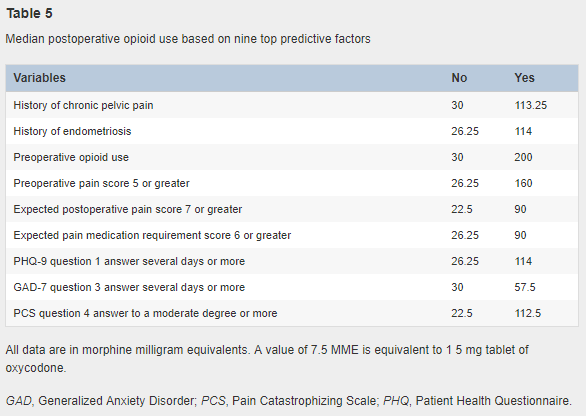 Table 5
Median postoperative opioid use based on nine top predictive factors
Variables No Yes
History of chronic pelvic pain 30 113.25
History of endometriosis 26.25 114
Preoperative opioid use 30 200
Preoperative pain score 5 or greater 26.25 160
Expected postoperative pain score 7 or greater 22.5 90
Expected pain medication requirement score 6 or greater 26.25 90
PHQ-9 question 1 answer several days or more 26.25 114
GAD-7 question 3 answer several days or more 30 57.5
PCS question 4 answer to a moderate degree or more 22.5 112.5
All data are in morphine milligram equivalents. A value of 7.5 MME is equivalent to 1 5 mg tablet of
oxycodone.
GAD, Generalized Anxiety Disorder; PCS, Pain Catastrophizing Scale; PHQ, Patient Health Questionnaire.